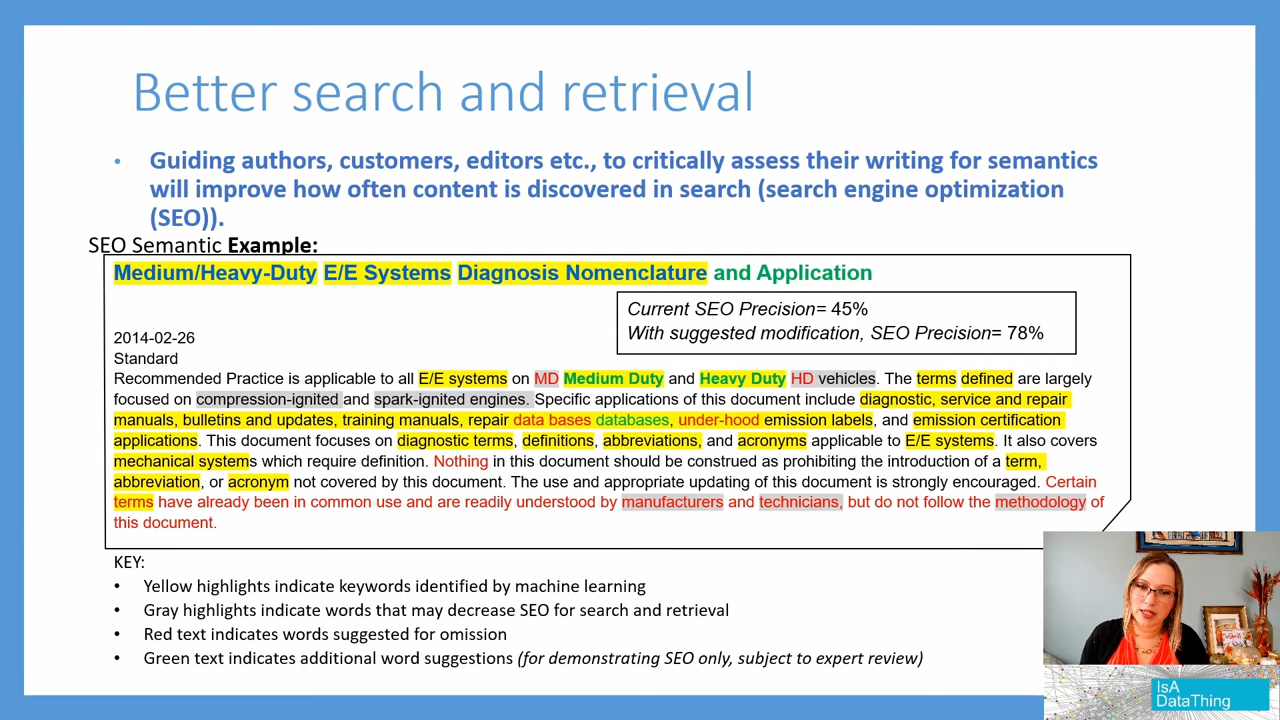 Better search and retrieval
• Guiding authors, customers, editors etc., to critically assess their writing for semantics
will improve how often content is discovered in search (search engine optimization
(SEO)).
SEO Semantic Example:
Medium/Heavy-Duty E/E Systems Diagnosis Nomenclature and Application
Current SEO Precision= 45%
With suggested modification, SEO Precision= 78%
2014-02-26
Standard
Recommended Practice is applicable to all E/E systems on MD Medium Duty and Heavy Duty HD vehicles. The terms defined are largely
focused on compression-ignited and spark-ignited engines. Specific applications of this document include diagnostic, service and repair
manuals, bulletins and updates, training manuals, repair data bases databases, under-hood emission labels, and emission certification
applications. This document focuses on diagnostic terms, definitions, abbreviations, and acronyms applicable to E/E systems. It also covers
mechanical systems which require definition. Nothing in this document should be construed as prohibiting the introduction of a term,
abbreviation, or acronym not covered by this document. The use and appropriate updating of this document is strongly encouraged. Certain
terms have already been in common use and are readily understood by manufacturers and technicians, but do not follow the methodology of
this document.
KEY:
• Yellow highlights indicate keywords identified by machine learning
• Gray highlights indicate words that may decrease SEO for search and retrieval
• Red text indicates words suggested for omission
• Green text indicates additional word suggestions (for demonstrating SEO only, subject to expert review)
IsA
DataThing